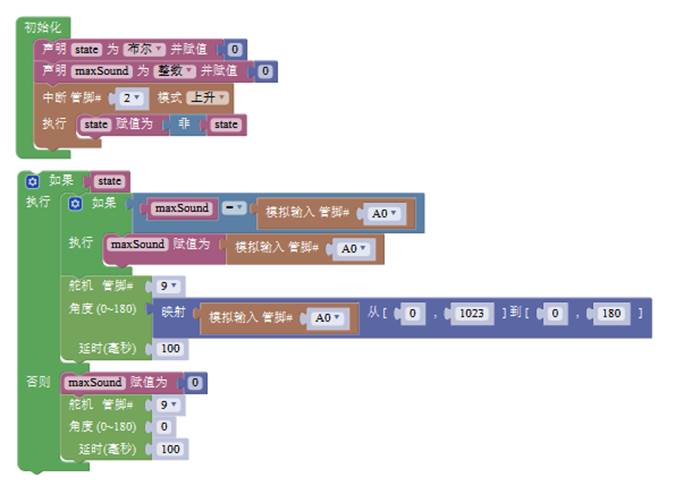 初始化
声明 state 为 布尔 并赋值 0
声明 maxSound 为 整数 并赋值 0
中断 管脚# 2 模式 上升
执行 state 赋值为 非 state
如果 state
执行 如果 maxSound - 模拟输入 管脚# A0
执行 maxSound 赋值为 模拟输入 管脚# A0
舵机 管脚# 9
角度 (0~180) 映射 模拟输入 管脚# A0 从 [ 0 , 1023 ] 到 [ 0 , 180 ]
延时(毫秒) 100
否则 maxSound 赋值为 0
舵机 管脚# 9
角度 (0~180) 0
延时(毫秒) 100